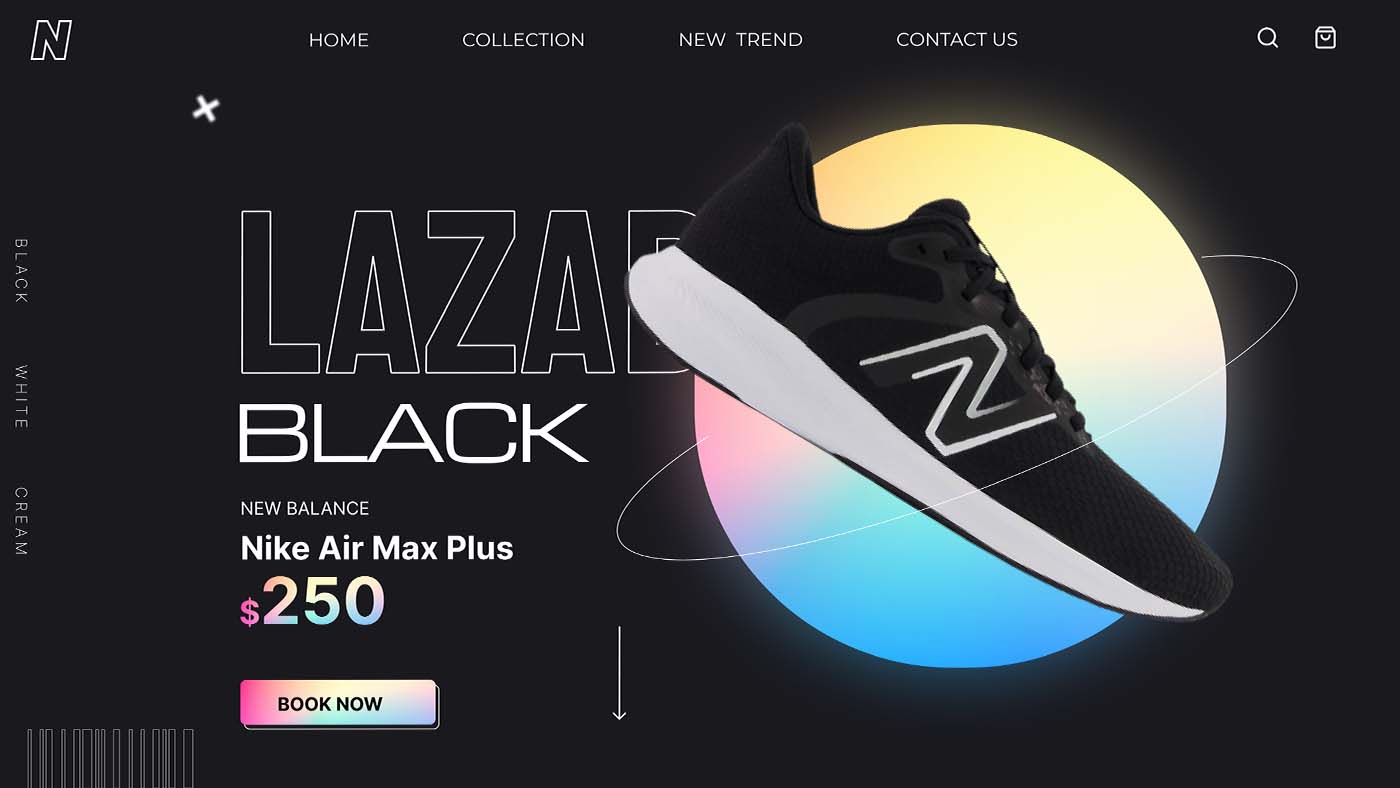 N
HOME COLLECTION NEW TREND CONTACT US
BLACK
WHITE
CREAM
BLACK
NEW BALANCE
Nike Air Max Plus
$250
BOOK NOW
N